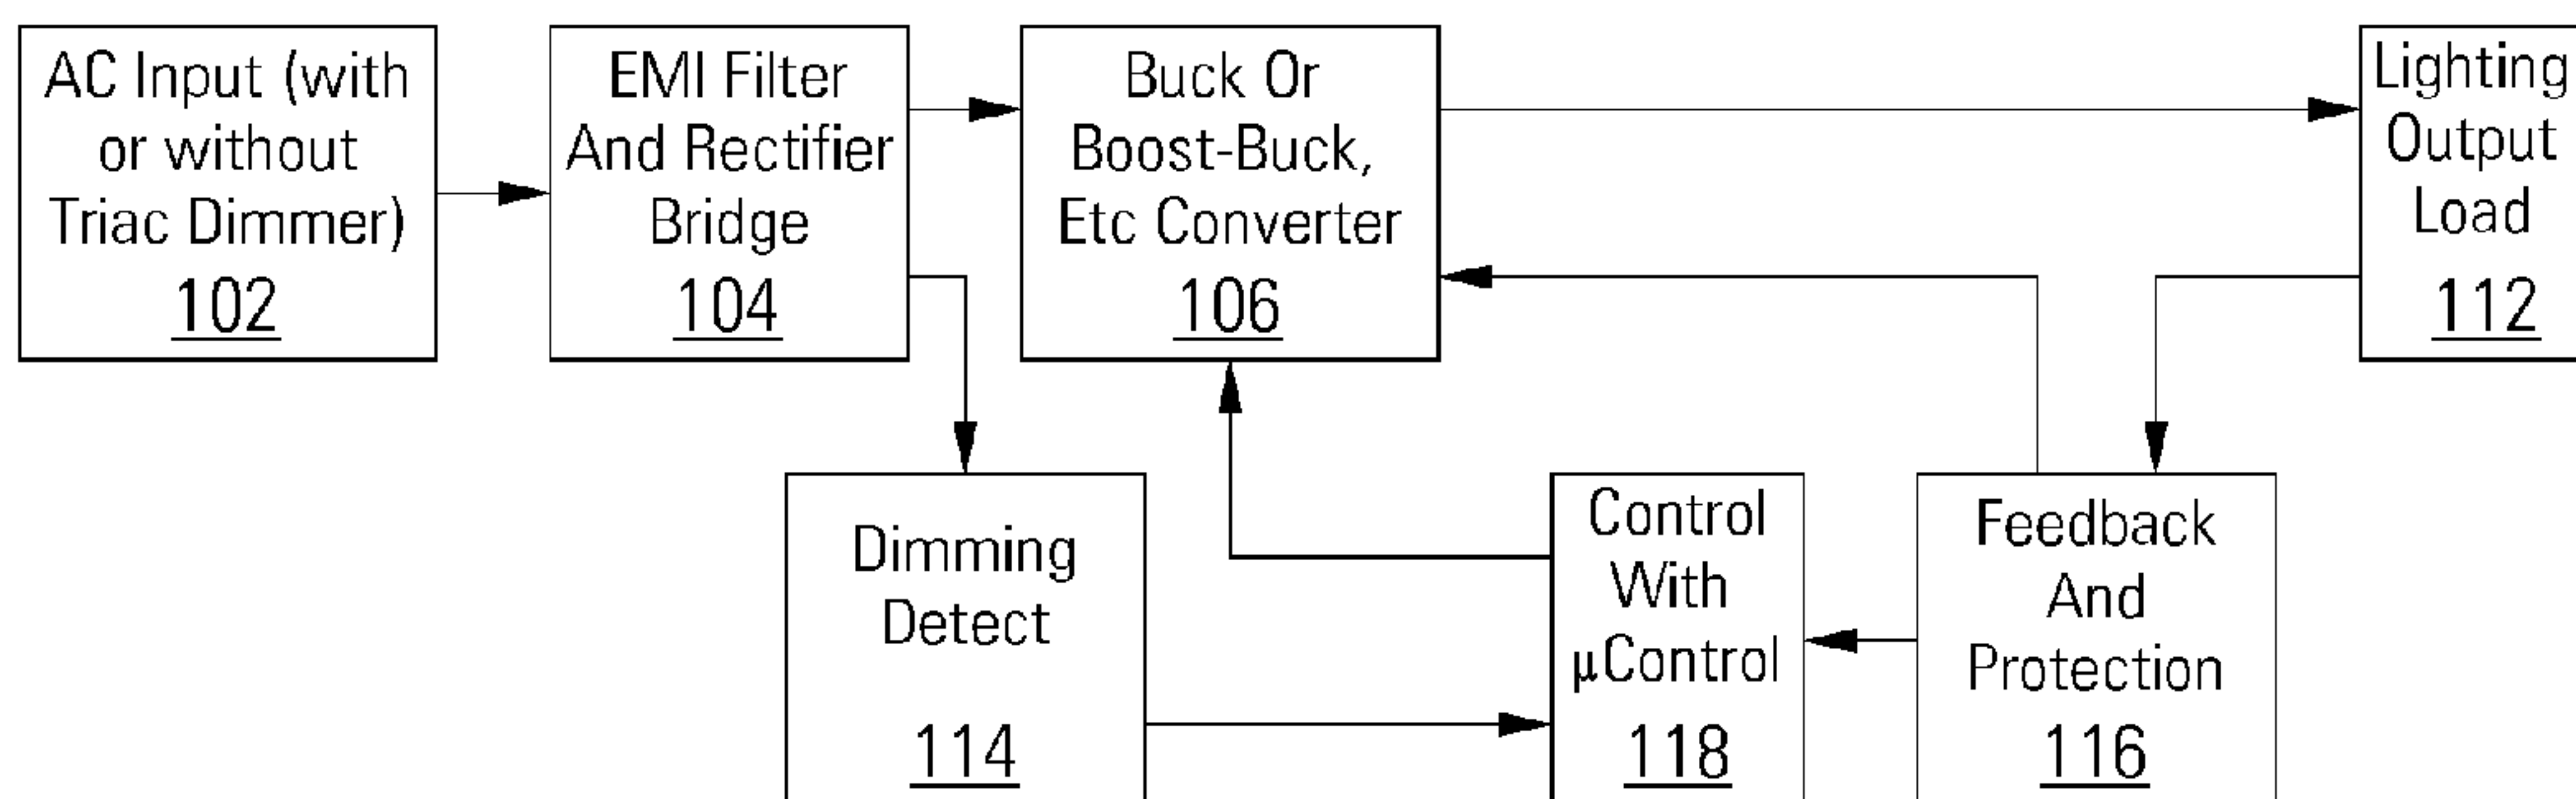 AC Input (with
or without
Triac Dimmer)
102
EMI Filter
And Rectifier
Bridge
104
Buck Or
Boost-Buck,
Etc Converter
106
Lighting
Output
Load
112
Dimming
Detect
114
Control
With
µControl
118
Feedback
And
Protection
116